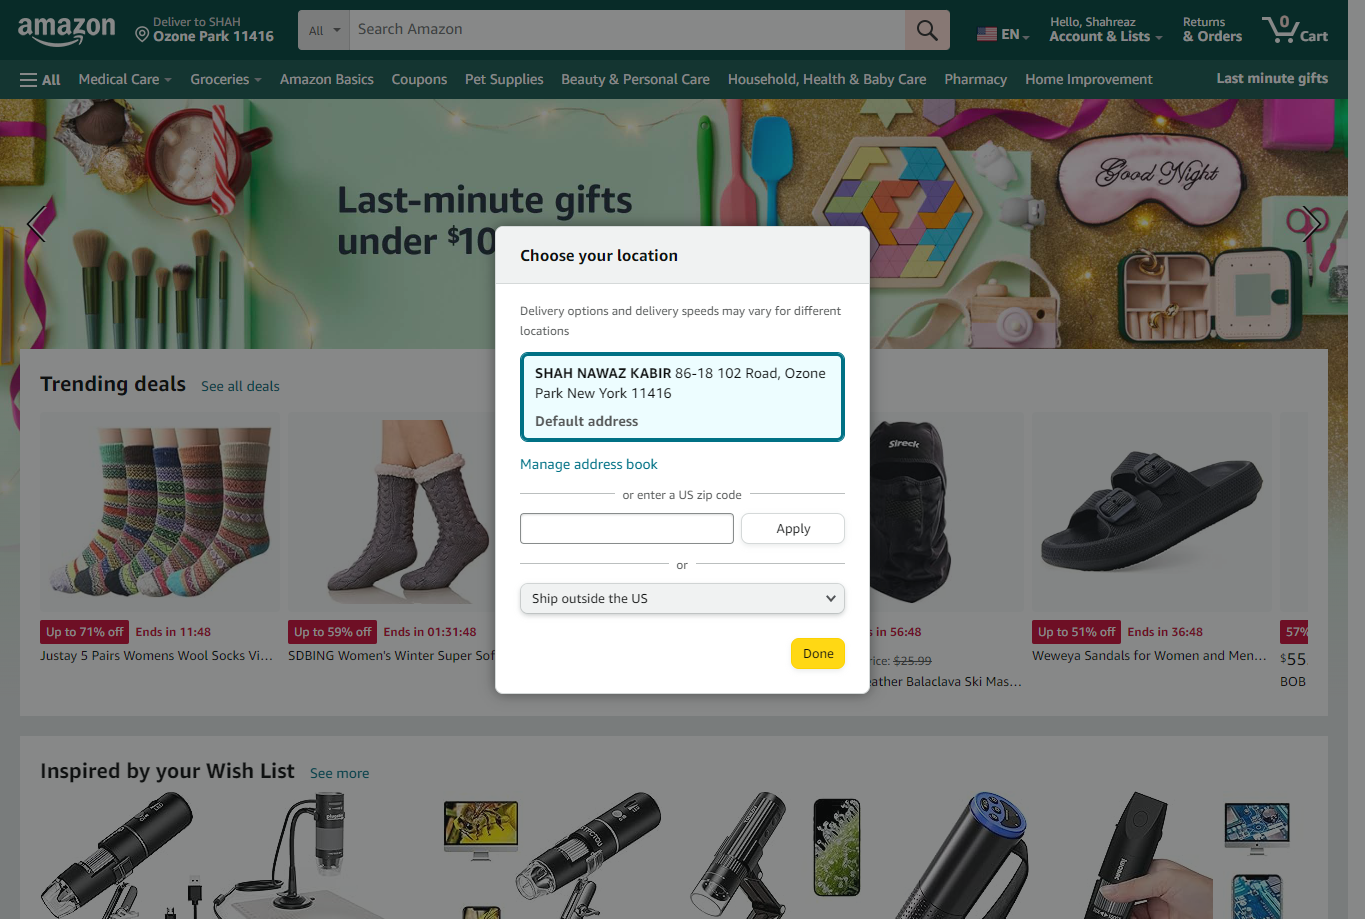 amazon
Deliver to SHAH
Ozone Park 11416
All
Search Amazon
EN
Hello, Shahreaz
Account & Lists
Returns
& Orders
0
Cart
All
Medical Care
Groceries
Amazon Basics
Coupons
Pet Supplies
Beauty & Personal Care
Household, Health & Baby Care
Pharmacy
Home Improvement
Last minute gifts
Last-minute gifts
under $10
Good Night
Choose your location
Delivery options and delivery speeds may vary for different
locations
SHAH NAWAZ KABIR 86-18 102 Road, Ozone
Park New York 11416
Default address
Manage address book
or enter a US zip code
Apply
or
Ship outside the US
Done
Trending deals
See all deals
Sireck
Up to 71% off
Ends in 11:48
Justay 5 Pairs Womens Wool Socks Vi...
Up to 59% off
Ends in 01:31:48
SDBING Women's Winter Super Sof
s in 56:48
rice: $25.99
eather Balaclava Ski Mas...
Up to 51% off
Ends in 36:48
Weweya Sandals for Women and Men...
57%
$55
BOB
Inspired by your Wish List
See more